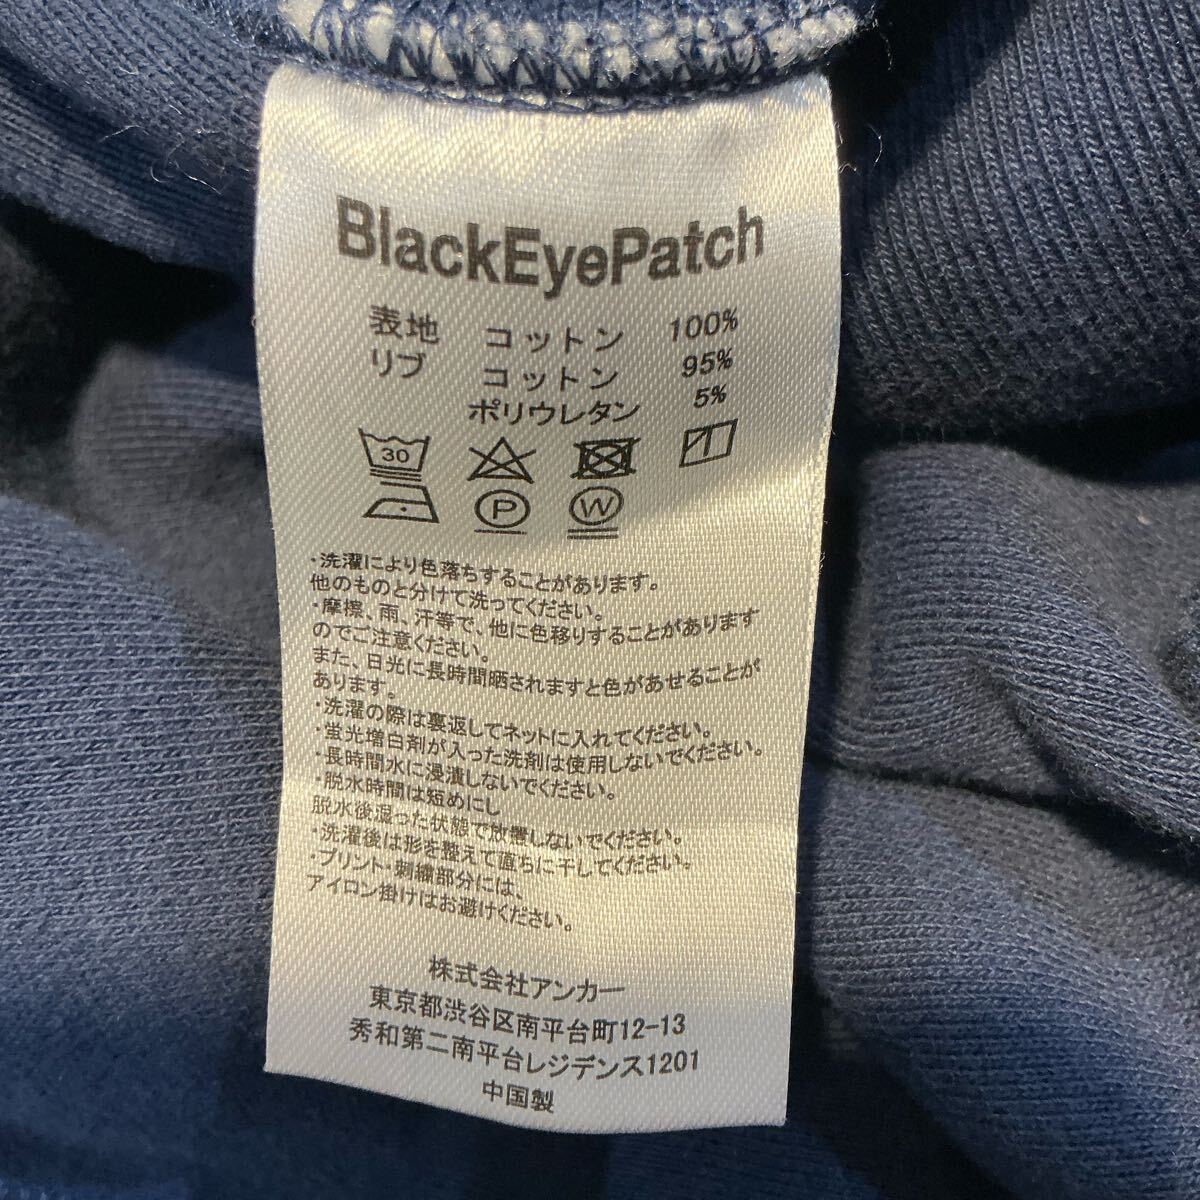 BlackEyePatch
表地 コットン 100%
リブ コットン 95%
ポリウレタン 5%
30
P W
・洗濯により色落ちすることがあります。
他のものと分けて洗ってください。
・摩擦、雨、汗等で、他に色移りすることがあります
のでご注意ください。
また、日光に長時間晒されますと色があせることが
あります。
・洗濯の際は裏返してネットに入れてください。
・蛍光増白剤が入った洗剤は使用しないでください。
・長時間水に浸漬しないでください。
・脱水時間は短めにし
脱水後湿った状態で放置しないでください。
・洗濯後は形を整えて直ちに干してください。
・プリント・刺繍部分には、
アイロン掛けはお避けください。
株式会社アンカー
東京都渋谷区南平台町12-13
秀和第二南平台レジデンス1201
中国製